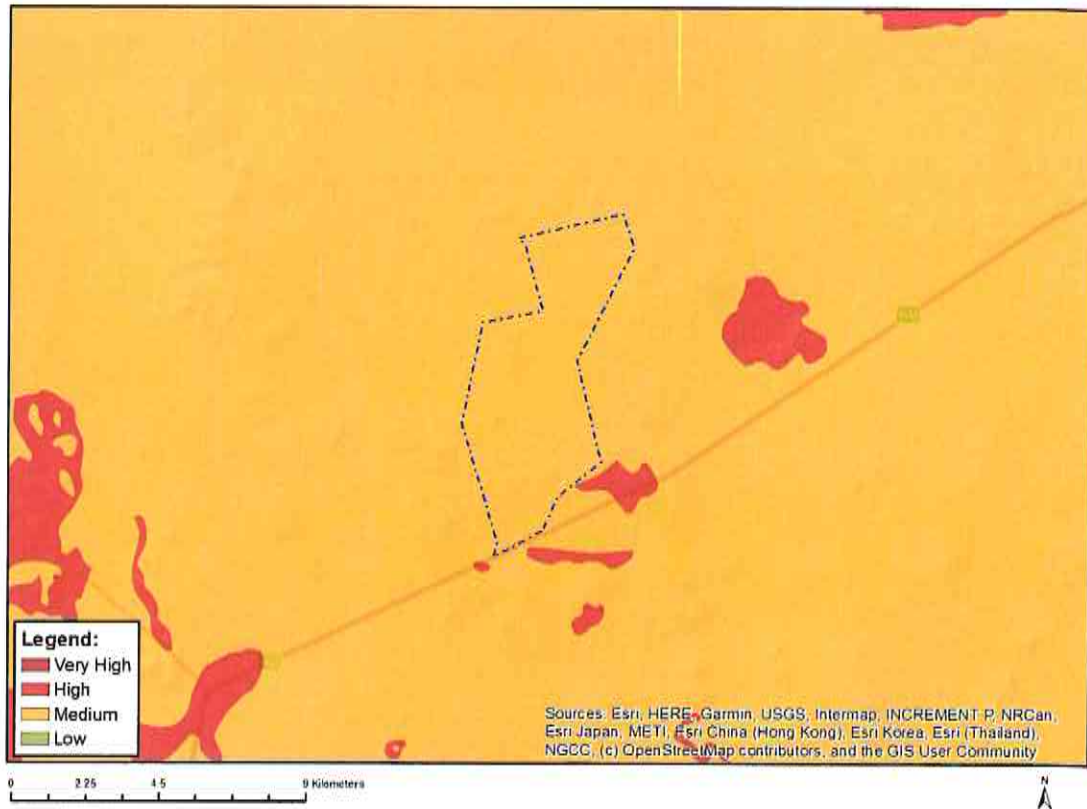 Legend:
Very High
High
Medium
Low
Sources: Esri, HERE, Garmin, USGS, Intermap, INCREMENT P, NRCan,
Esri Japan, METI, Esri China (Hong Kong), Esri Korea, Esri (Thailand),
NGCC, (c) OpenStreetMap contributors, and the GIS User Community
0 2.25 4.5 9 Kilometers
N